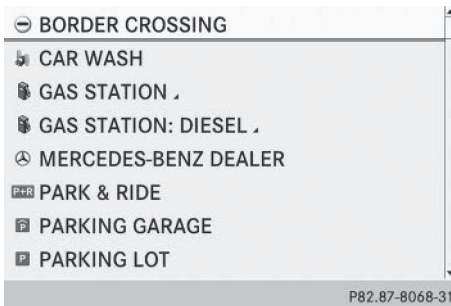 BORDER CROSSING
CAR WASH
GAS STATION
GAS STATION: DIESEL
MERCEDES-BENZ DEALER
P+R PARK & RIDE
P PARKING GARAGE
P PARKING LOT
P82.87-8068-31